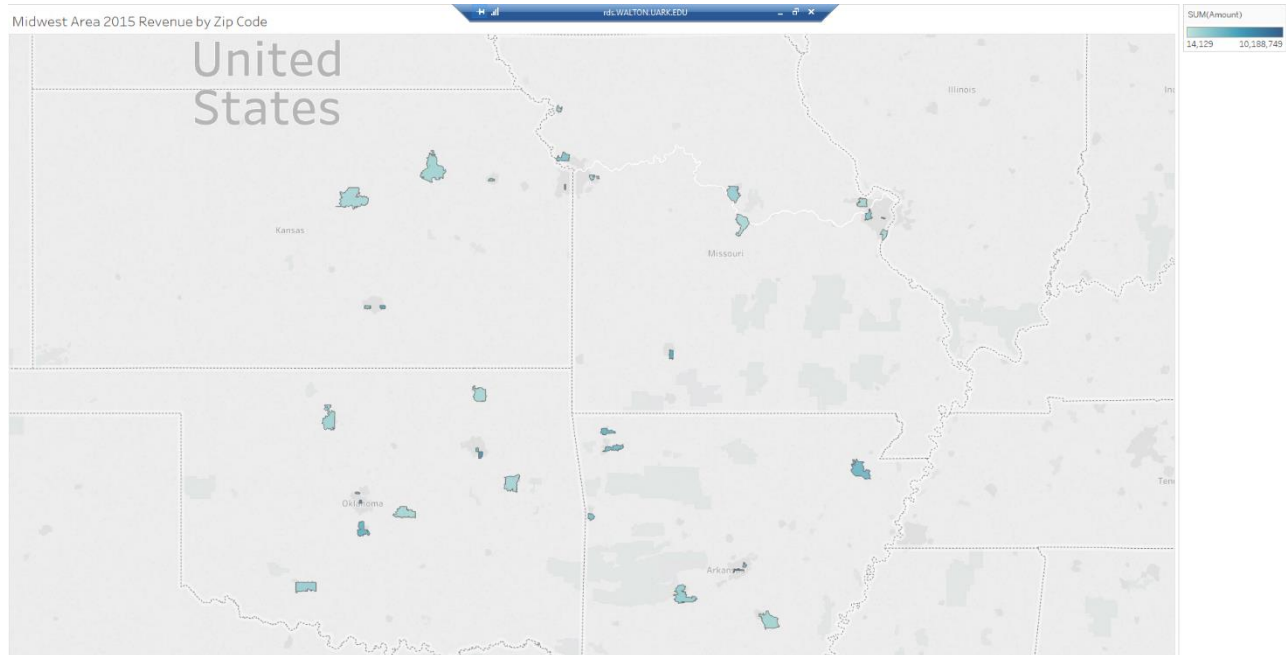 rds.WALTON.UARK.EDU
Midwest Area 2015 Revenue by Zip Code
SUM(Amount)
14,129 10,188,749
United
States
Illinois
Kansas
Missouri
Oklahoma